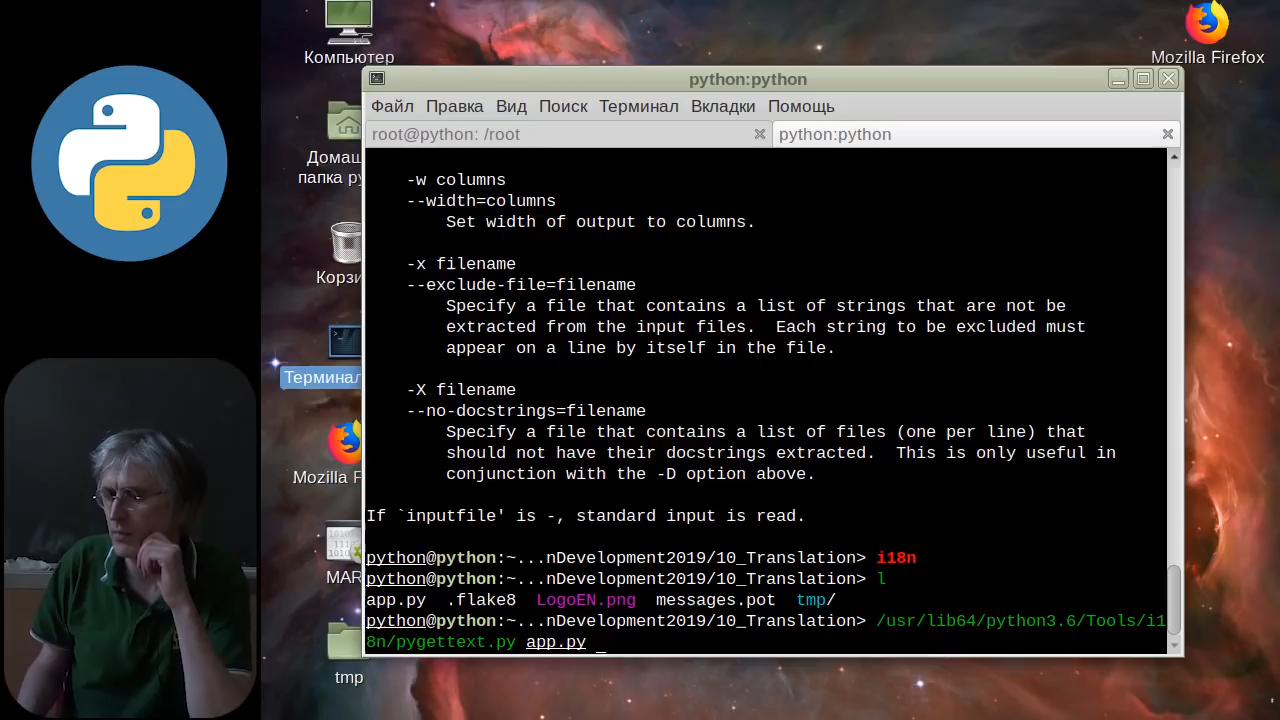 Компьютер
Mozilla Firefox
python:python
Файл Правка Вид Поиск Терминал Вкладки Помощь
root@python: /root
python:python
-w columns
--width=columns
Set width of output to columns.
-x filename
--exclude-file=filename
Specify a file that contains a list of strings that are not be
extracted from the input files.  Each string to be excluded must
appear on a line by itself in the file.
-X filename
--no-docstrings=filename
Specify a file that contains a list of files (one per line) that
should not have their docstrings extracted.  This is only useful in
conjunction with the -D option above.
If `inputfile' is -, standard input is read.
python@python:~...nDevelopment2019/10_Translation> i18n
python@python:~...nDevelopment2019/10_Translation> l
app.py  .flake8  LogoEN.png  messages.pot  tmp/
python@python:~...nDevelopment2019/10_Translation> /usr/lib64/python3.6/Tools/i1
8n/pygettext.py app.py _
Домаш
папка py
Корзи
Терминал
Mozilla F
MAR
tmp